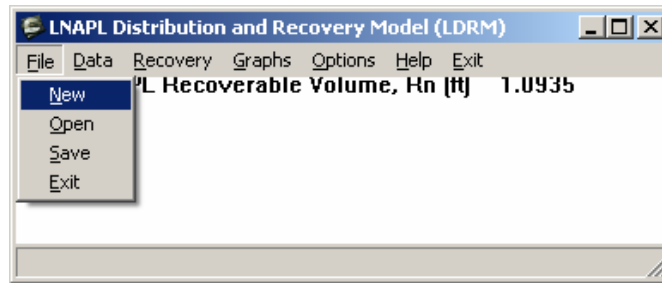 LNAPL Distribution and Recovery Model (LDRM)
File Data Recovery Graphs Options Help Exit
PL Recoverable Volume, Rn (ft) 1.0935
New
Open
Save
Exit